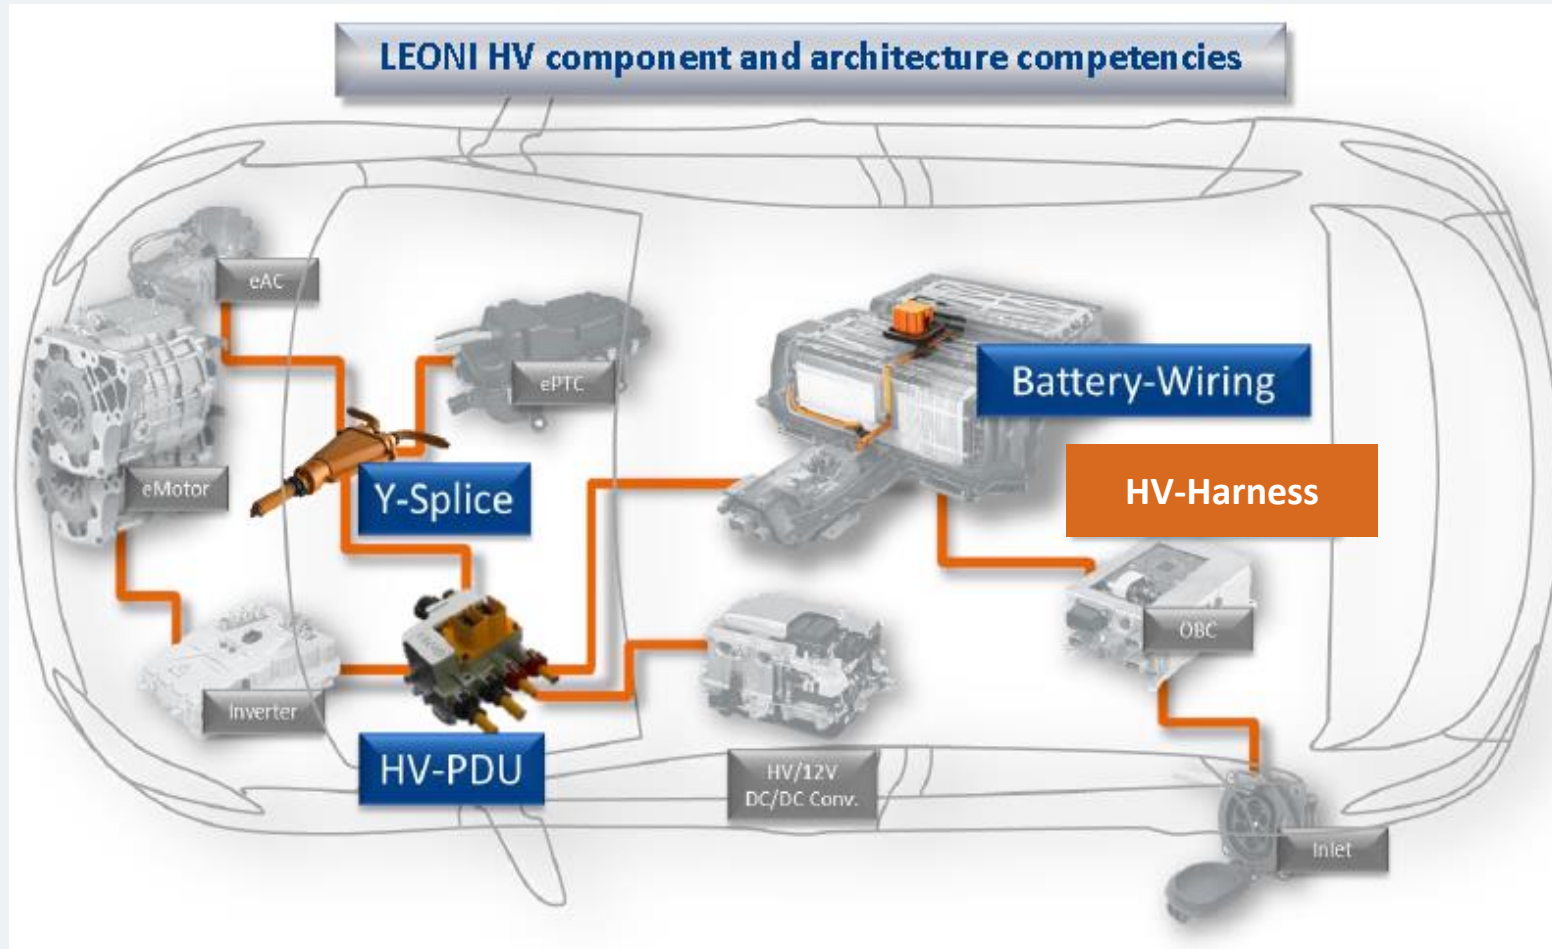 LEONI HV component and architecture competencies
eAC
ePTC
Battery-Wiring
eMotor
Y-Splice
HV-Harness
OBC
Inverter
HV-PDU
HV/12V
DC/DC Conv.
Inlet